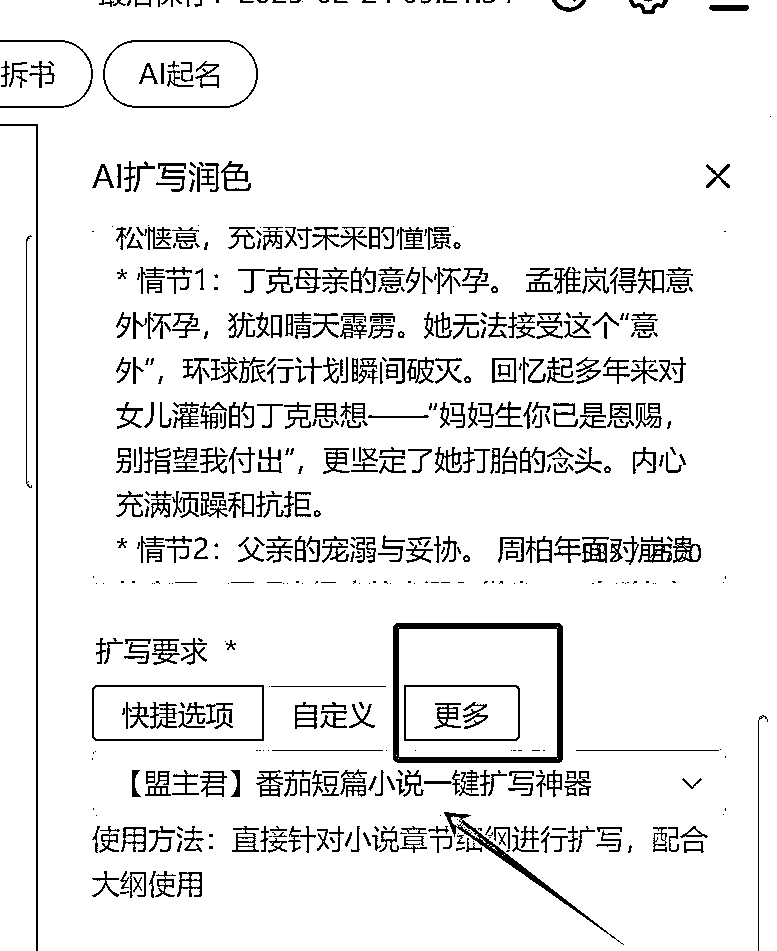 拆书
AI起名
AI扩写润色
松惬意，充满对未来的憧憬。
* 情节1：丁克母亲的意外怀孕。 孟雅岚得知意
外怀孕，犹如晴天霹雳。她无法接受这个“意
外”，环球旅行计划瞬间破灭。回忆起多年来对
女儿灌输的丁克思想——“妈妈生你已是恩赐，
别指望我付出”，更坚定了她打胎的念头。内心
充满烦躁和抗拒。
* 情节2：父亲的宠溺与妥协。 周柏年面对崩溃
扩写要求 *
快捷选项 自定义 更多
【盟主君】番茄短篇小说一键扩写神器
使用方法：直接针对小说章节细纲进行扩写，配合
大纲使用